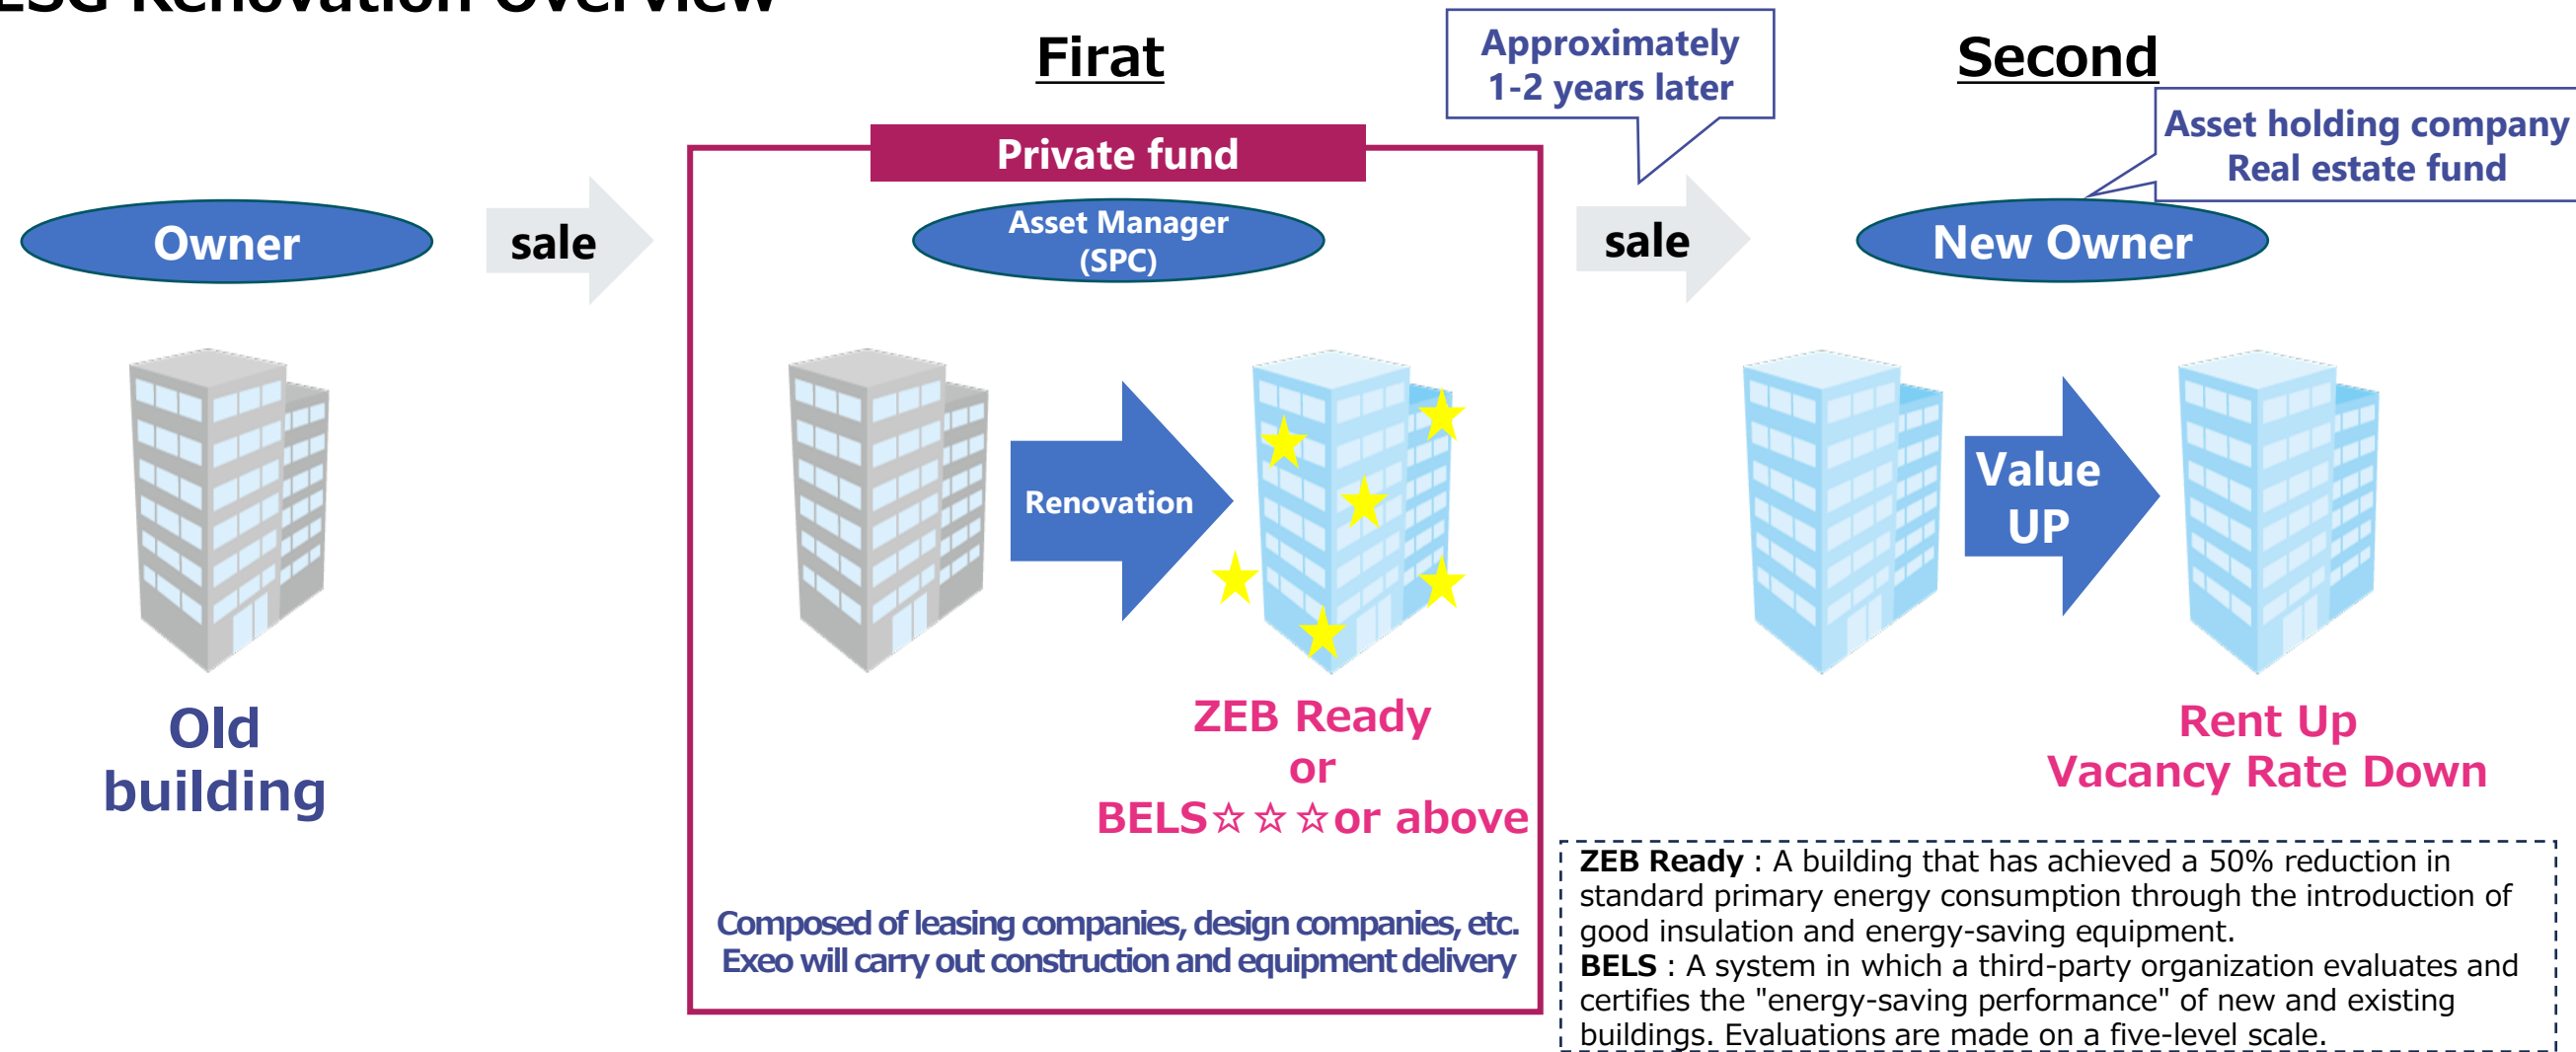 ESG Renovation Overview
Firat
Approximately
1-2 years later
Second
Asset holding company
Real estate fund
Private fund
Owner
sale
Asset Manager
(SPC)
sale
New Owner
Renovation
Value
UP
Old
building
ZEB Ready
or
BELS☆☆☆or above
Rent Up
Vacancy Rate Down
Composed of leasing companies, design companies, etc.
Exeo will carry out construction and equipment delivery
ZEB Ready : A building that has achieved a 50% reduction in
standard primary energy consumption through the introduction of
good insulation and energy-saving equipment.
BELS : A system in which a third-party organization evaluates and
certifies the "energy-saving performance" of new and existing
buildings. Evaluations are made on a five-level scale.